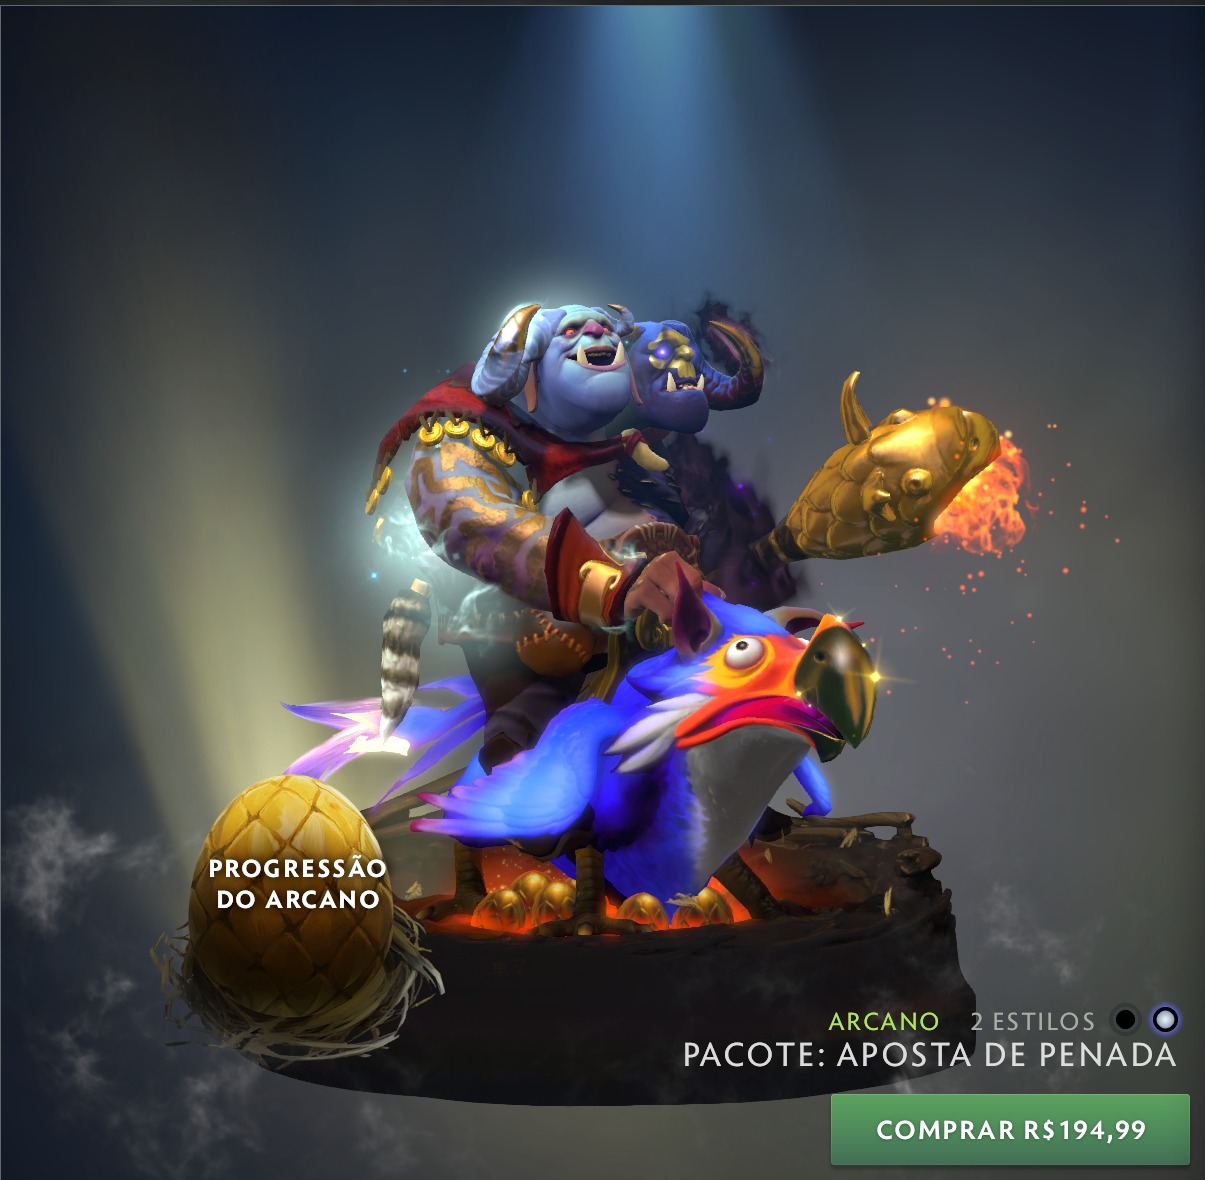 PROGRESSÃO
DO ARCANO
ARCANO 2 ESTILOS
PACOTE: APOSTA DE PENADA
COMPRAR R$194,99